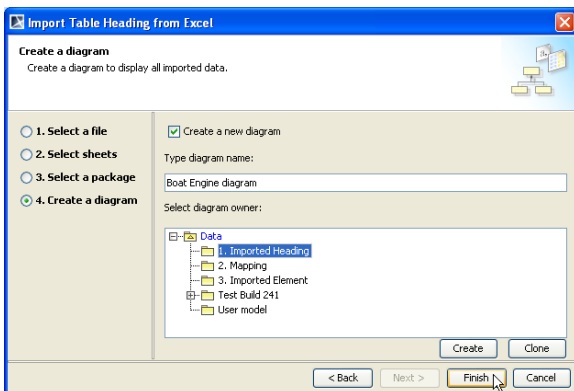 Import Table Heading from Excel
Create a diagram
Create a diagram to display all imported data.
1. Select a file
2. Select sheets
3. Select a package
4. Create a diagram
Create a new diagram
Type diagram name:
Boat Engine diagram
Select diagram owner:
Data
1. Imported Heading
2. Mapping
3. Imported Element
Test Build 241
User model
Create Clone
< Back Next > Finish Cancel